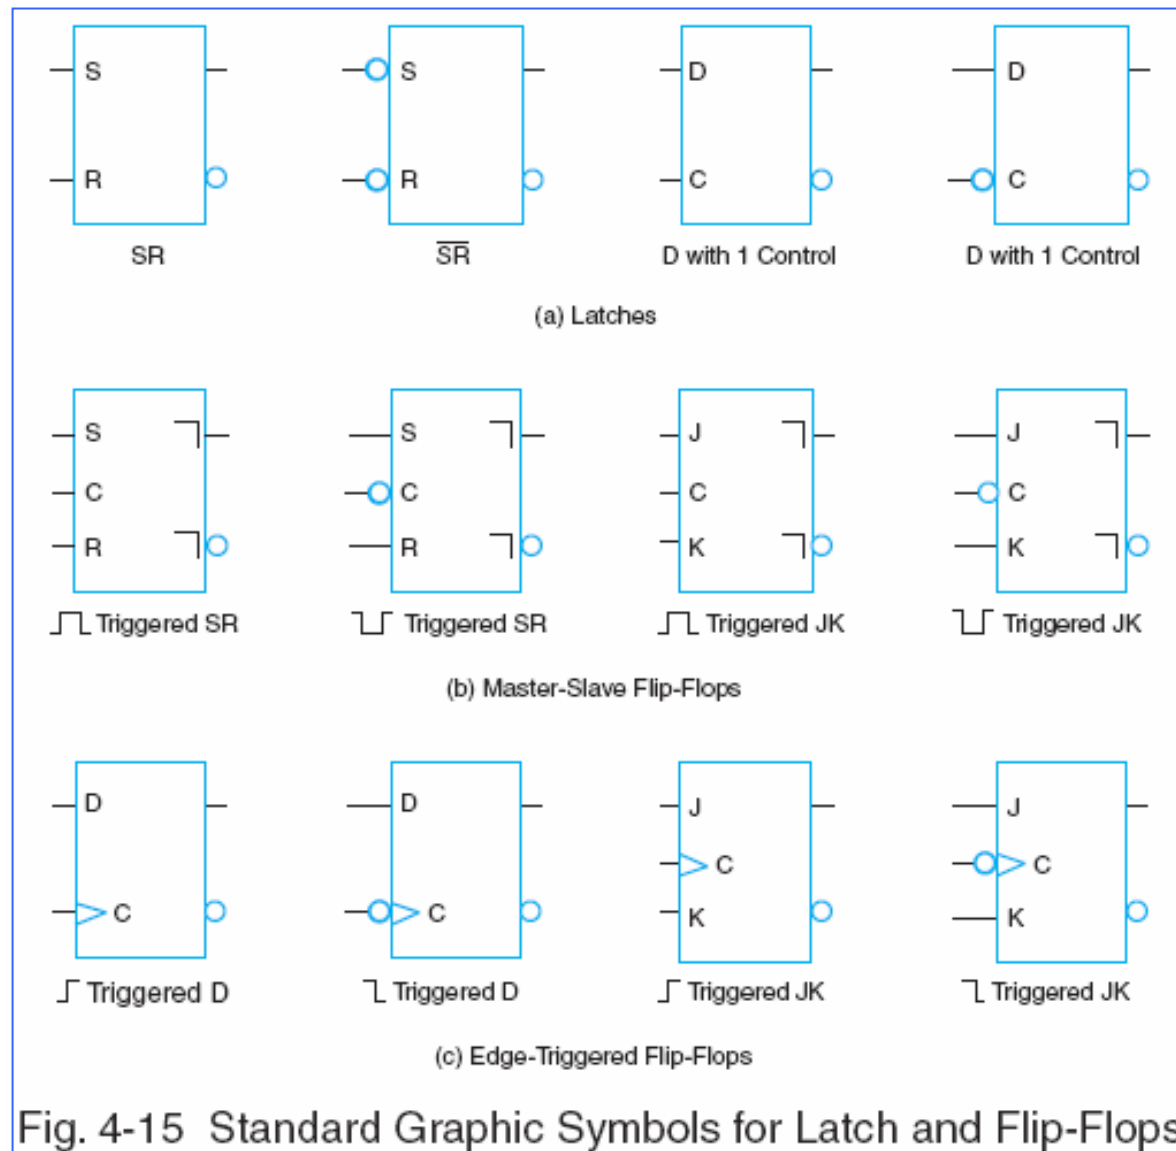 S S D D
R R C C
SR S̅R̅ D with 1 Control D with 1 Control
(a) Latches
S S J J
C C C C
R R K K
Triggered SR Triggered SR Triggered JK Triggered JK
(b) Master-Slave Flip-Flops
D D J J
C C
C C K K
Triggered D Triggered D Triggered JK Triggered JK
(c) Edge-Triggered Flip-Flops
Fig. 4-15 Standard Graphic Symbols for Latch and Flip-Flops